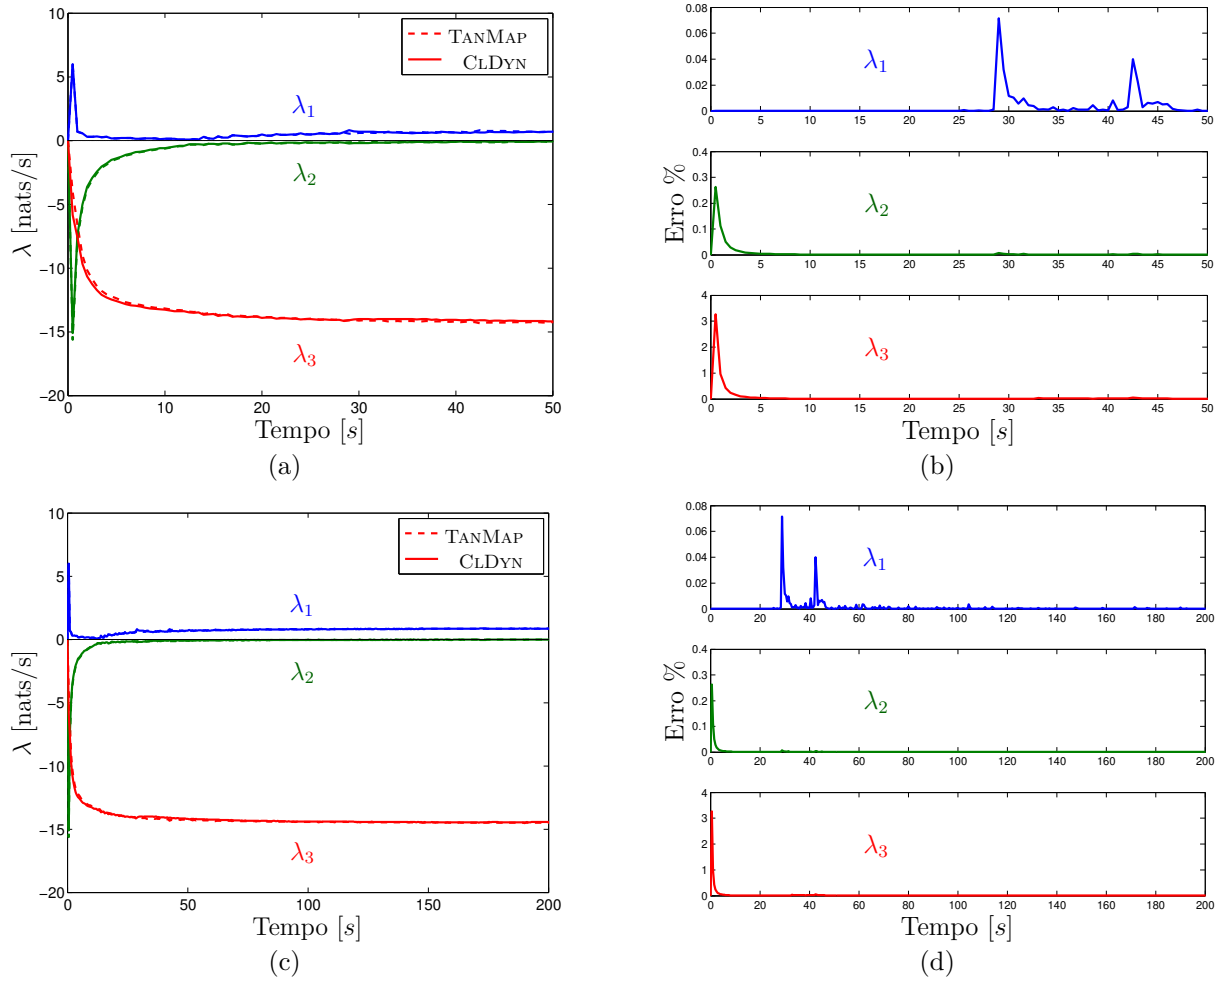 10
5
0
−5
−10
−15
−20
λ [nats/s]
TanMap
ClDyn
λ1
λ2
λ3
0 10 20 30 40 50
Tempo [s]
(a)
0.08
0.06
0.04
0.02
0
λ1
0 5 10 15 20 25 30 35 40 45 50
0.4
0.3
0.2
0.1
0
Erro %
λ2
0 5 10 15 20 25 30 35 40 45 50
4
3
2
1
0
λ3
0 5 10 15 20 25 30 35 40 45 50
Tempo [s]
(b)
10
5
0
−5
−10
−15
−20
λ [nats/s]
TanMap
ClDyn
λ1
λ2
λ3
0 50 100 150 200
Tempo [s]
(c)
0.08
0.06
0.04
0.02
0
λ1
0 20 40 60 80 100 120 140 160 180 200
0.4
0.3
0.2
0.1
0
Erro %
λ2
0 20 40 60 80 100 120 140 160 180 200
4
3
2
1
0
λ3
0 20 40 60 80 100 120 140 160 180 200
Tempo [s]
(d)